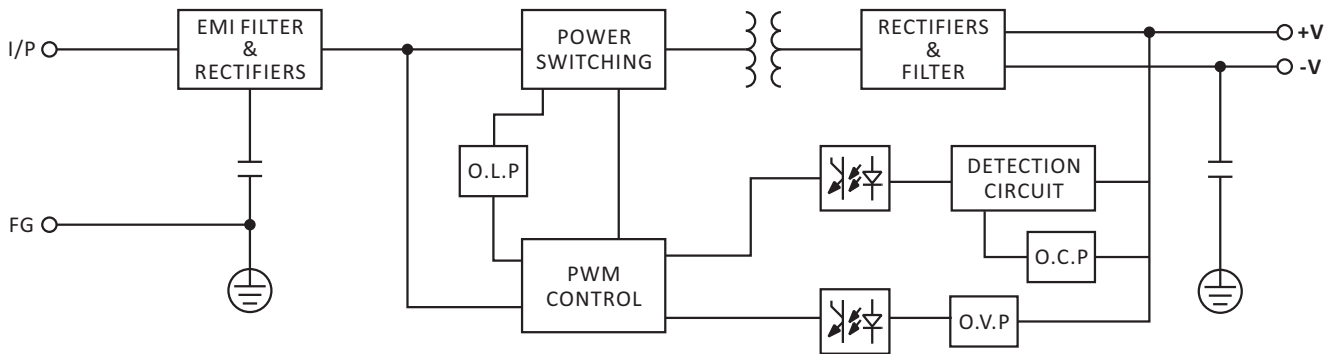 I/P
EMI FILTER
&
RECTIFIERS
POWER
SWITCHING
RECTIFIERS
&
FILTER
+V
-V
O.L.P
DETECTION
CIRCUIT
FG
O.C.P
PWM
CONTROL
O.V.P